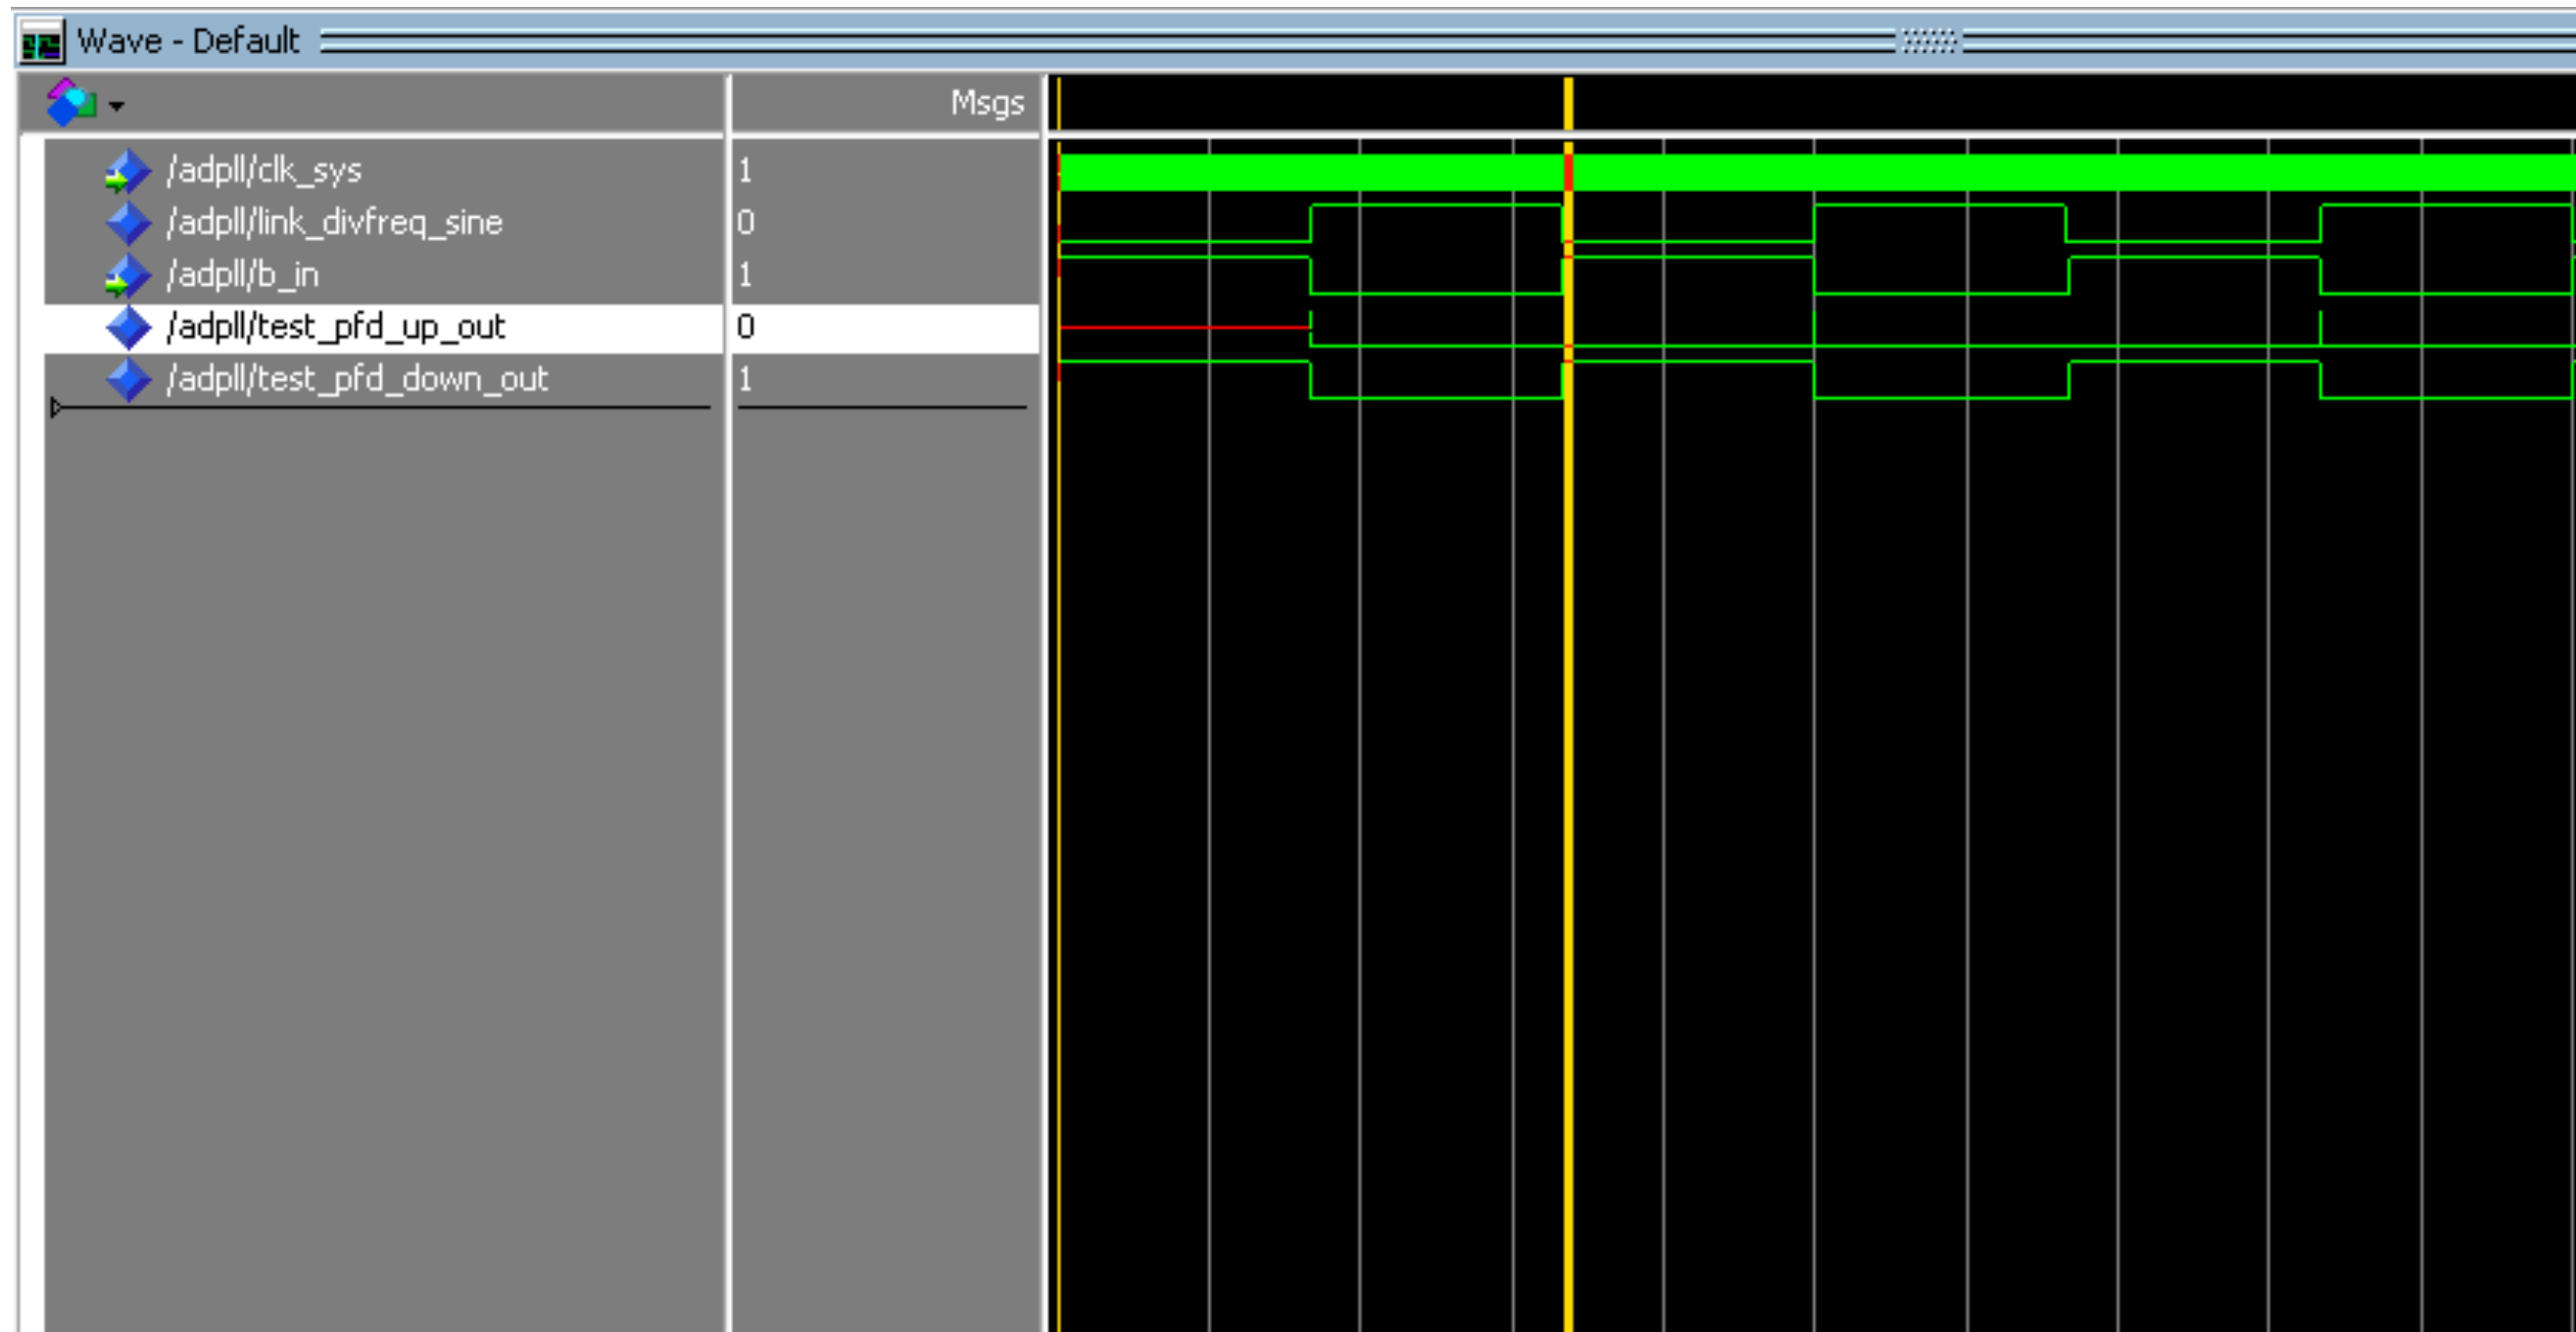 Wave - Default
Msgs
/adpll/clk_sys 1
/adpll/link_divfreq_sine 0
/adpll/b_in 1
/adpll/test_pfd_up_out 0
/adpll/test_pfd_down_out 1